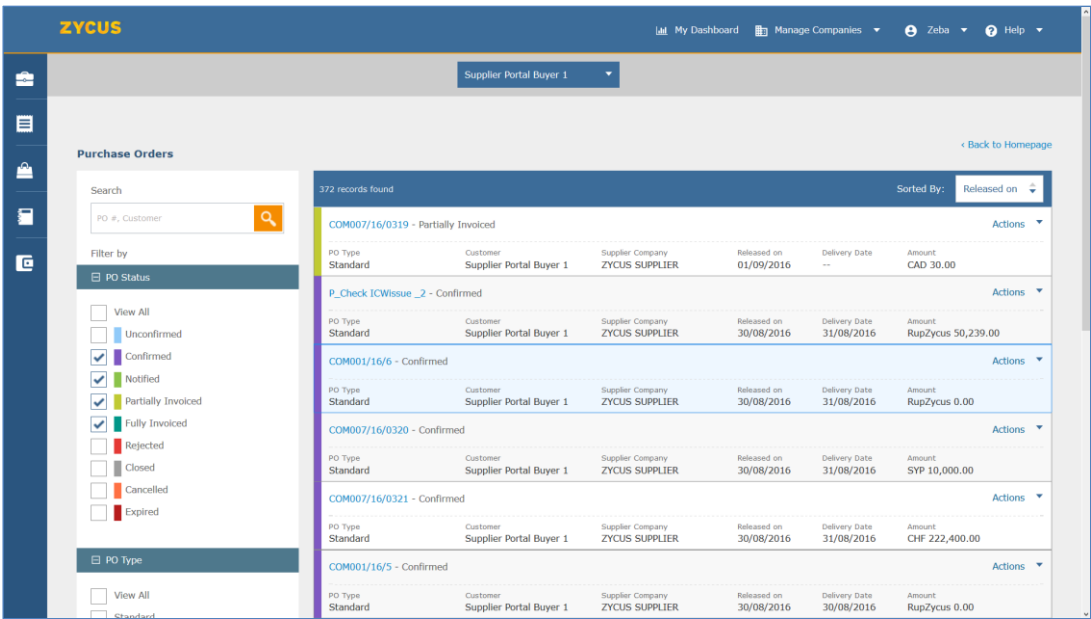 ZYCUS
My Dashboard
Manage Companies
Zeba
Help
Supplier Portal Buyer 1
‹ Back to Homepage
Purchase Orders
Search
PO #, Customer
Filter by
PO Status
View All
Unconfirmed
Confirmed
Notified
Partially Invoiced
Fully Invoiced
Rejected
Closed
Cancelled
Expired
PO Type
View All
Standard
372 records found
Sorted By: Released on
COM007/16/0319 - Partially Invoiced Actions
PO Type Customer Supplier Company Released on Delivery Date Amount
Standard Supplier Portal Buyer 1 ZYCUS SUPPLIER 01/09/2016 -- CAD 30.00
P_Check ICWissue _2 - Confirmed Actions
PO Type Customer Supplier Company Released on Delivery Date Amount
Standard Supplier Portal Buyer 1 ZYCUS SUPPLIER 30/08/2016 31/08/2016 RupZycus 50,239.00
COM001/16/6 - Confirmed Actions
PO Type Customer Supplier Company Released on Delivery Date Amount
Standard Supplier Portal Buyer 1 ZYCUS SUPPLIER 30/08/2016 31/08/2016 RupZycus 0.00
COM007/16/0320 - Confirmed Actions
PO Type Customer Supplier Company Released on Delivery Date Amount
Standard Supplier Portal Buyer 1 ZYCUS SUPPLIER 30/08/2016 31/08/2016 SYP 10,000.00
COM007/16/0321 - Confirmed Actions
PO Type Customer Supplier Company Released on Delivery Date Amount
Standard Supplier Portal Buyer 1 ZYCUS SUPPLIER 30/08/2016 31/08/2016 CHF 222,400.00
COM001/16/5 - Confirmed Actions
PO Type Customer Supplier Company Released on Delivery Date Amount
Standard Supplier Portal Buyer 1 ZYCUS SUPPLIER 30/08/2016 30/08/2016 RupZycus 0.00